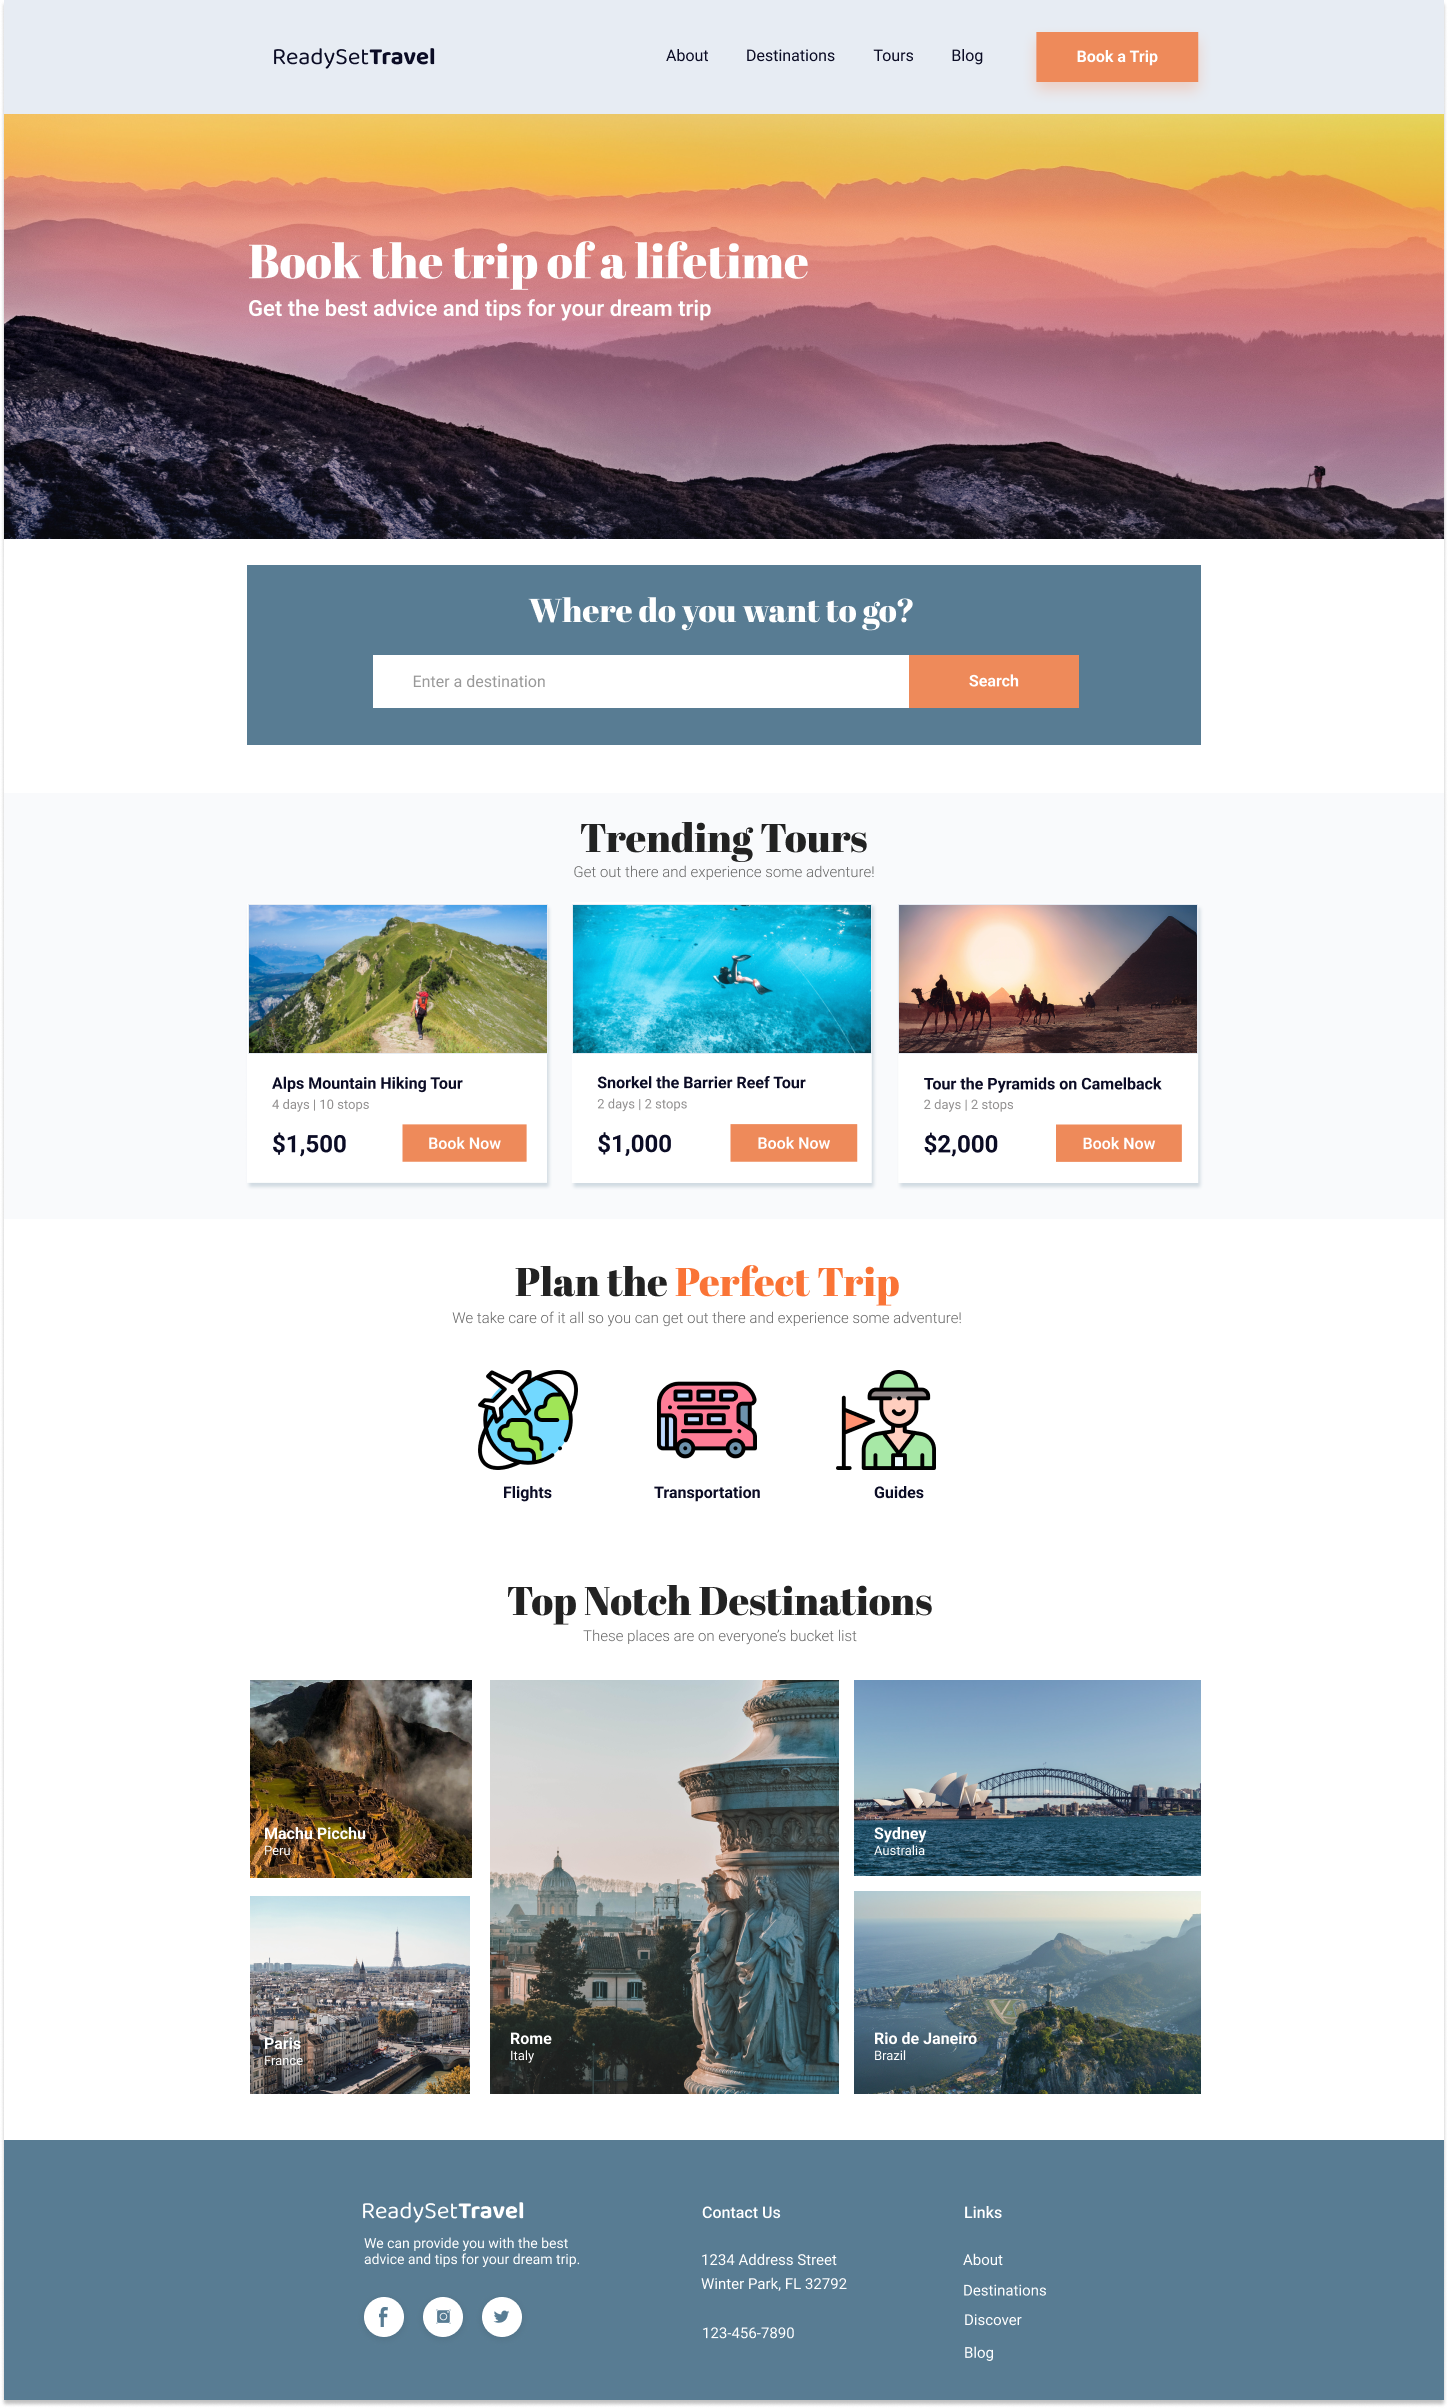 ReadySetTravel
About
Destinations
Tours
Blog
Book a Trip
Book the trip of a lifetime
Get the best advice and tips for your dream trip
Where do you want to go?
Enter a destination
Search
Trending Tours
Get out there and experience some adventure!
Alps Mountain Hiking Tour
4 days | 10 stops
$1,500
Book Now
Snorkel the Barrier Reef Tour
2 days | 2 stops
$1,000
Book Now
Tour the Pyramids on Camelback
2 days | 2 stops
$2,000
Book Now
Plan the Perfect Trip
We take care of it all so you can get out there and experience some adventure!
Flights
Transportation
Guides
Top Notch Destinations
These places are on everyone’s bucket list
Machu Picchu
Peru
Paris
France
Rome
Italy
Sydney
Australia
Rio de Janeiro
Brazil
ReadySetTravel
We can provide you with the best
advice and tips for your dream trip.
Contact Us
1234 Address Street
Winter Park, FL 32792
123-456-7890
Links
About
Destinations
Discover
Blog